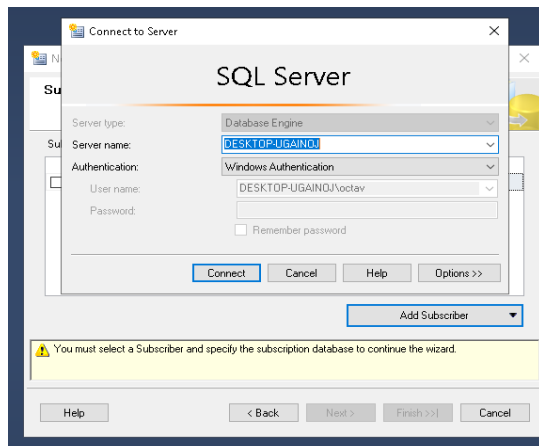 Connect to Server
N
SQL Server
Su
Server type: Database Engine
Su
Server name: DESKTOP-UGAINOJ
Authentication: Windows Authentication
User name: DESKTOP-UGAINOJ\octav
Password:
Remember password
Connect Cancel Help Options >>
Add Subscriber
You must select a Subscriber and specify the subscription database to continue the wizard.
Help < Back Next > Finish >>| Cancel